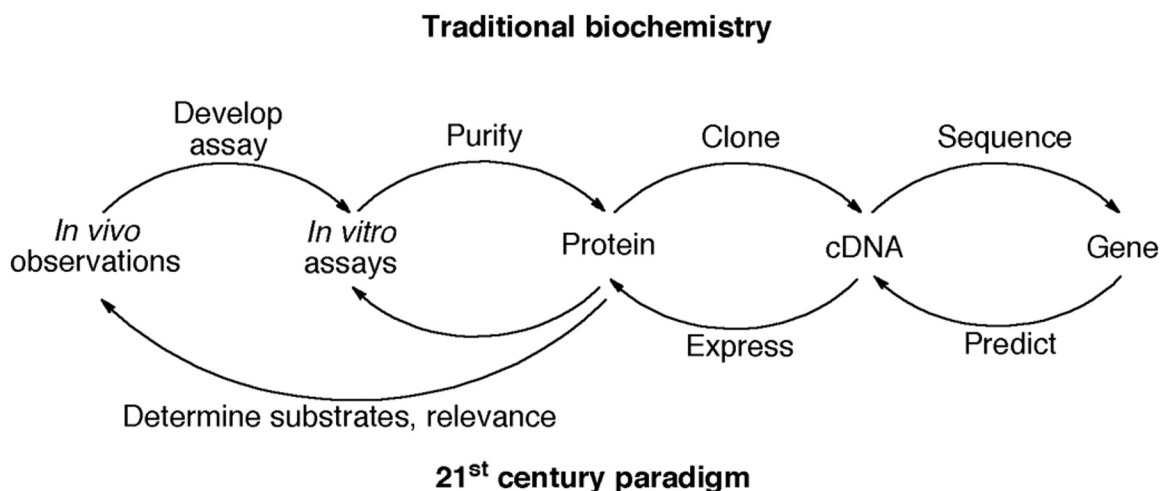 Traditional biochemistry
Develop
assay
Purify
Clone
Sequence
In vivo
observations
In vitro
assays
Protein
cDNA
Gene
Express
Predict
Determine substrates, relevance
21st century paradigm